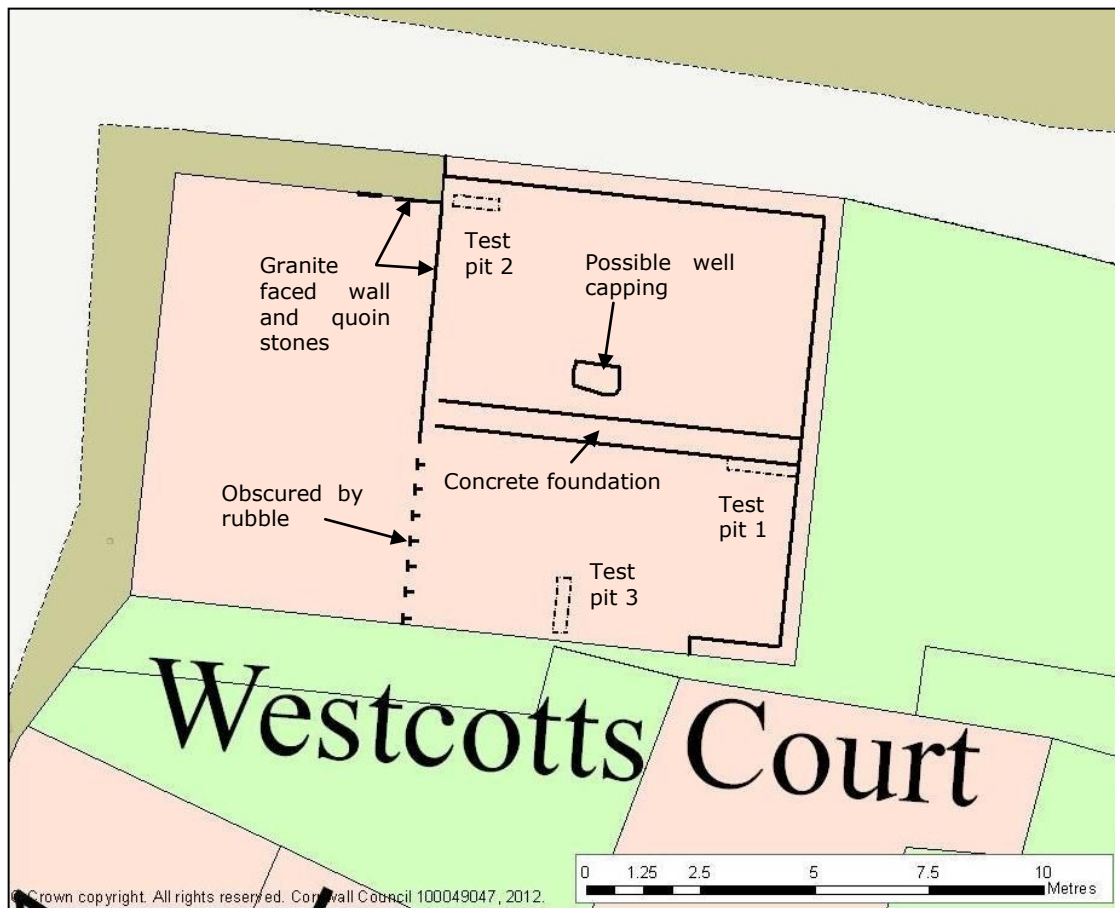 Test
pit 2
Possible well
capping
Granite
faced wall
and quoin
stones
Concrete foundation
Obscured by
rubble
Test
pit 1
Test
pit 3
Westcotts Court
0 1.25 2.5 5 7.5 10
Metres
© Crown copyright. All rights reserved. Cornwall Council 100049047, 2012.